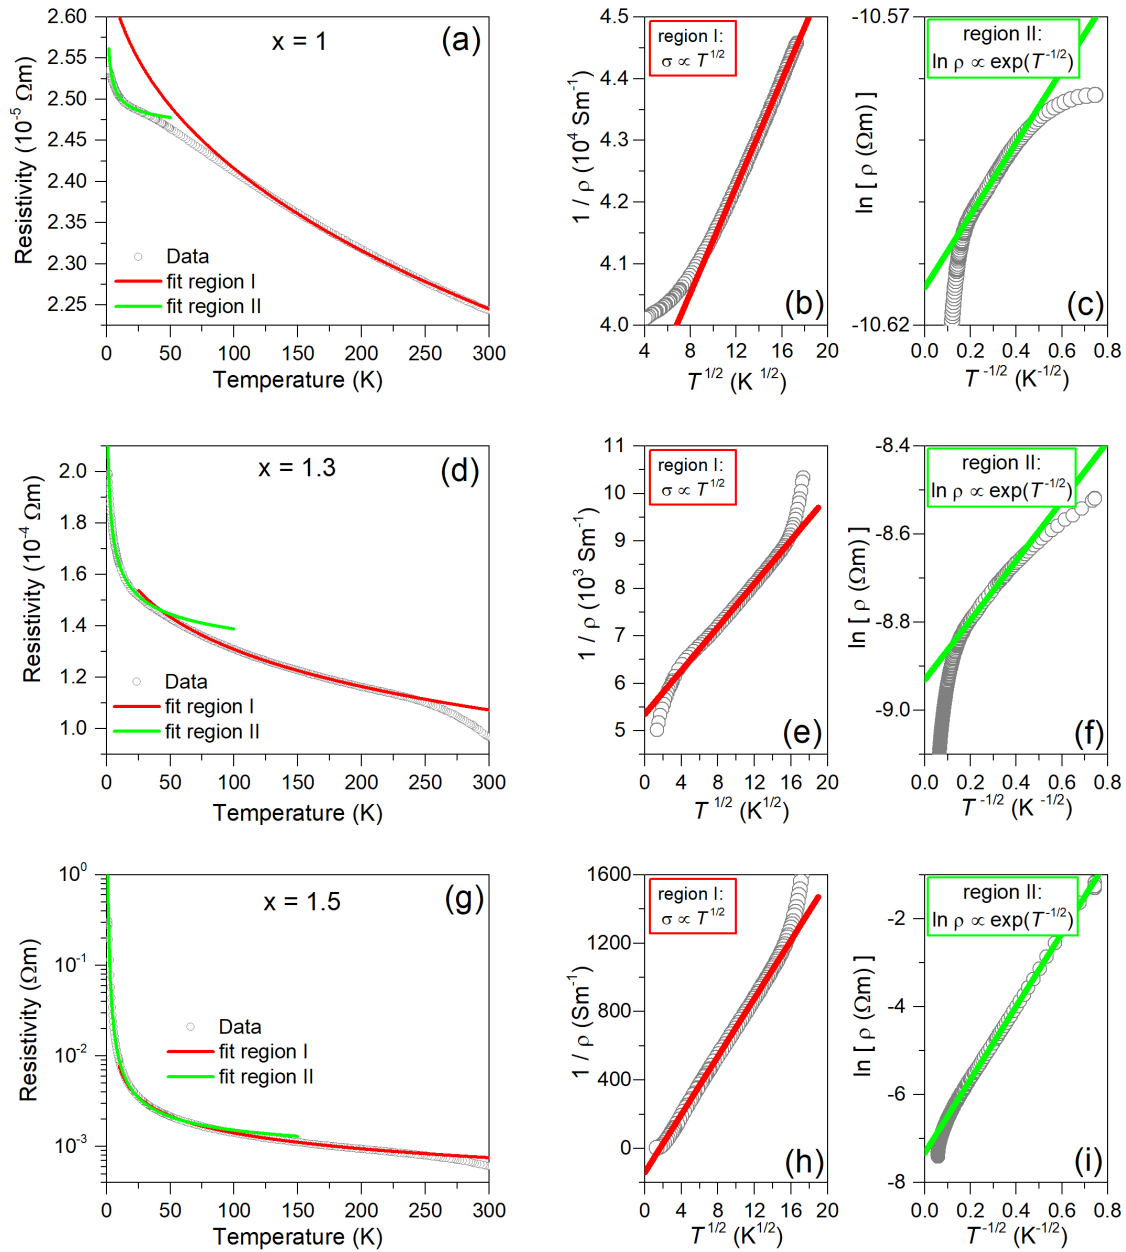 (a)
x = 1
Resistivity (10⁻⁵ Ωm)
2.60
2.55
2.50
2.45
2.40
2.35
2.30
2.25
Data
fit region I
fit region II
0 50 100 150 200 250 300
Temperature (K)
(b)
region I:
σ ∝ T^1/2
1 / ρ (10⁴ Sm⁻¹)
4.5
4.4
4.3
4.2
4.1
4.0
4 8 12 16 20
T^1/2 (K^1/2)
(c)
region II:
ln ρ ∝ exp(T^-1/2)
ln [ ρ (Ωm) ]
-10.57
-10.62
0.0 0.2 0.4 0.6 0.8
T^-1/2 (K^-1/2)
(d)
x = 1.3
Resistivity (10⁻⁴ Ωm)
2.0
1.8
1.6
1.4
1.2
1.0
Data
fit region I
fit region II
0 50 100 150 200 250 300
Temperature (K)
(e)
region I:
σ ∝ T^1/2
1 / ρ (10³ Sm⁻¹)
11
10
9
8
7
6
5
0 4 8 12 16 20
T^1/2 (K^1/2)
(f)
region II:
ln ρ ∝ exp(T^-1/2)
ln [ ρ (Ωm) ]
-8.4
-8.6
-8.8
-9.0
0.0 0.2 0.4 0.6 0.8
T^-1/2 (K^-1/2)
(g)
x = 1.5
Resistivity (Ωm)
10⁰
10⁻¹
10⁻²
10⁻³
Data
fit region I
fit region II
0 50 100 150 200 250 300
Temperature (K)
(h)
region I:
σ ∝ T^1/2
1 / ρ (Sm⁻¹)
1600
1200
800
400
0
0 4 8 12 16 20
T^1/2 (K^1/2)
(i)
region II:
ln ρ ∝ exp(T^-1/2)
ln [ ρ (Ωm) ]
-2
-4
-6
-8
0.0 0.2 0.4 0.6 0.8
T^-1/2 (K^-1/2)